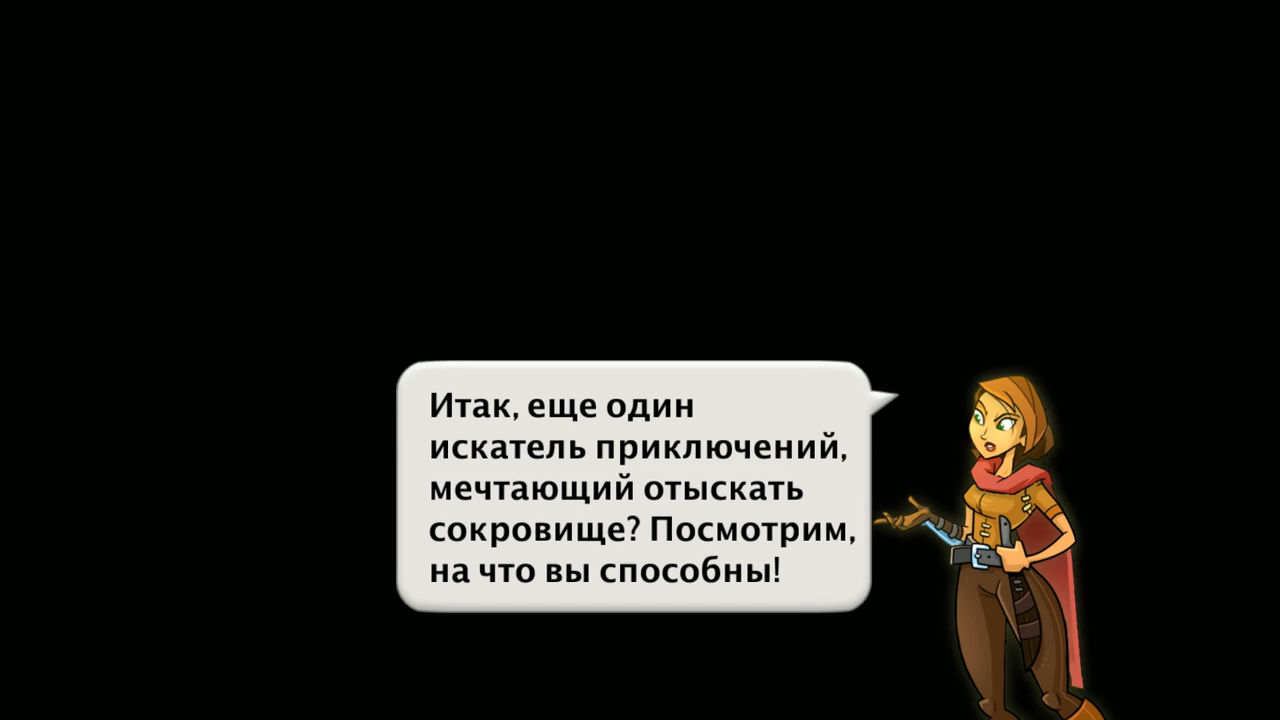 Итак, еще один
искатель приключений,
мечтающий отыскать
сокровище? Посмотрим,
на что вы способны!